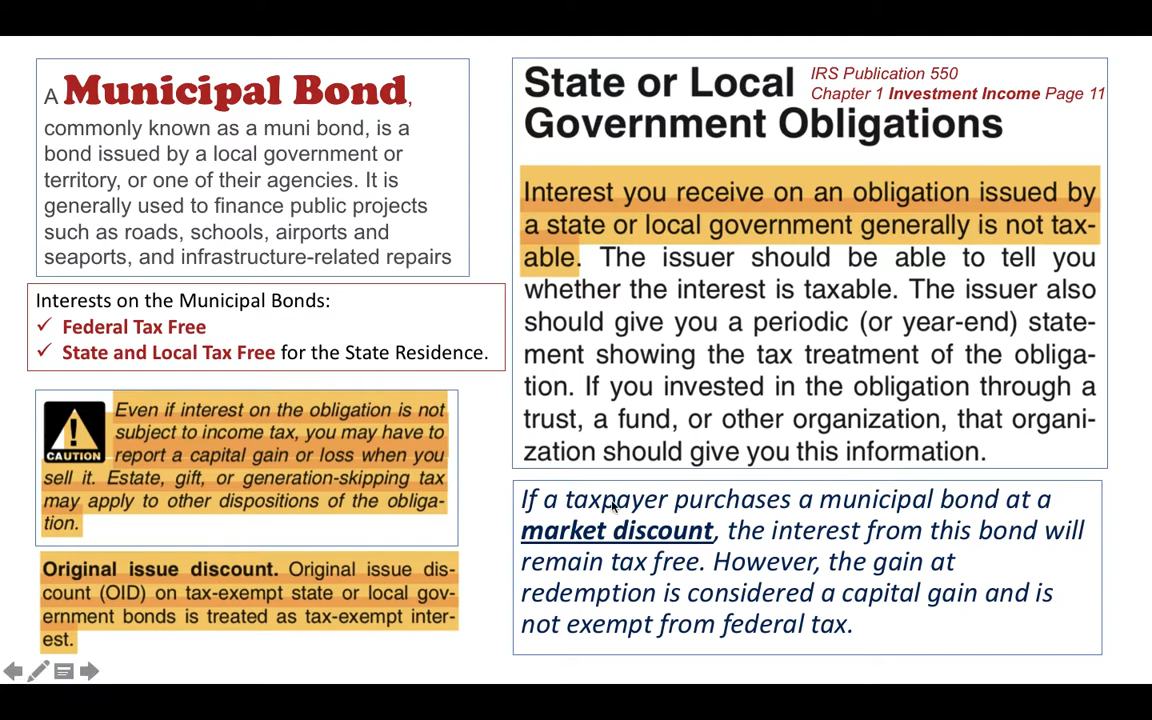 A Municipal Bond,
commonly known as a muni bond, is a
bond issued by a local government or
territory, or one of their agencies. It is
generally used to finance public projects
such as roads, schools, airports and
seaports, and infrastructure-related repairs
Interests on the Municipal Bonds:
✓ Federal Tax Free
✓ State and Local Tax Free for the State Residence.
CAUTION
Even if interest on the obligation is not
subject to income tax, you may have to
report a capital gain or loss when you
sell it. Estate, gift, or generation-skipping tax
may apply to other dispositions of the obliga-
tion.
Original issue discount. Original issue dis-
count (OID) on tax-exempt state or local gov-
ernment bonds is treated as tax-exempt inter-
est.
State or Local
Government Obligations
IRS Publication 550
Chapter 1 Investment Income Page 11
Interest you receive on an obligation issued by
a state or local government generally is not tax-
able. The issuer should be able to tell you
whether the interest is taxable. The issuer also
should give you a periodic (or year-end) state-
ment showing the tax treatment of the obliga-
tion. If you invested in the obligation through a
trust, a fund, or other organization, that organi-
zation should give you this information.
If a taxpayer purchases a municipal bond at a
market discount, the interest from this bond will
remain tax free. However, the gain at
redemption is considered a capital gain and is
not exempt from federal tax.